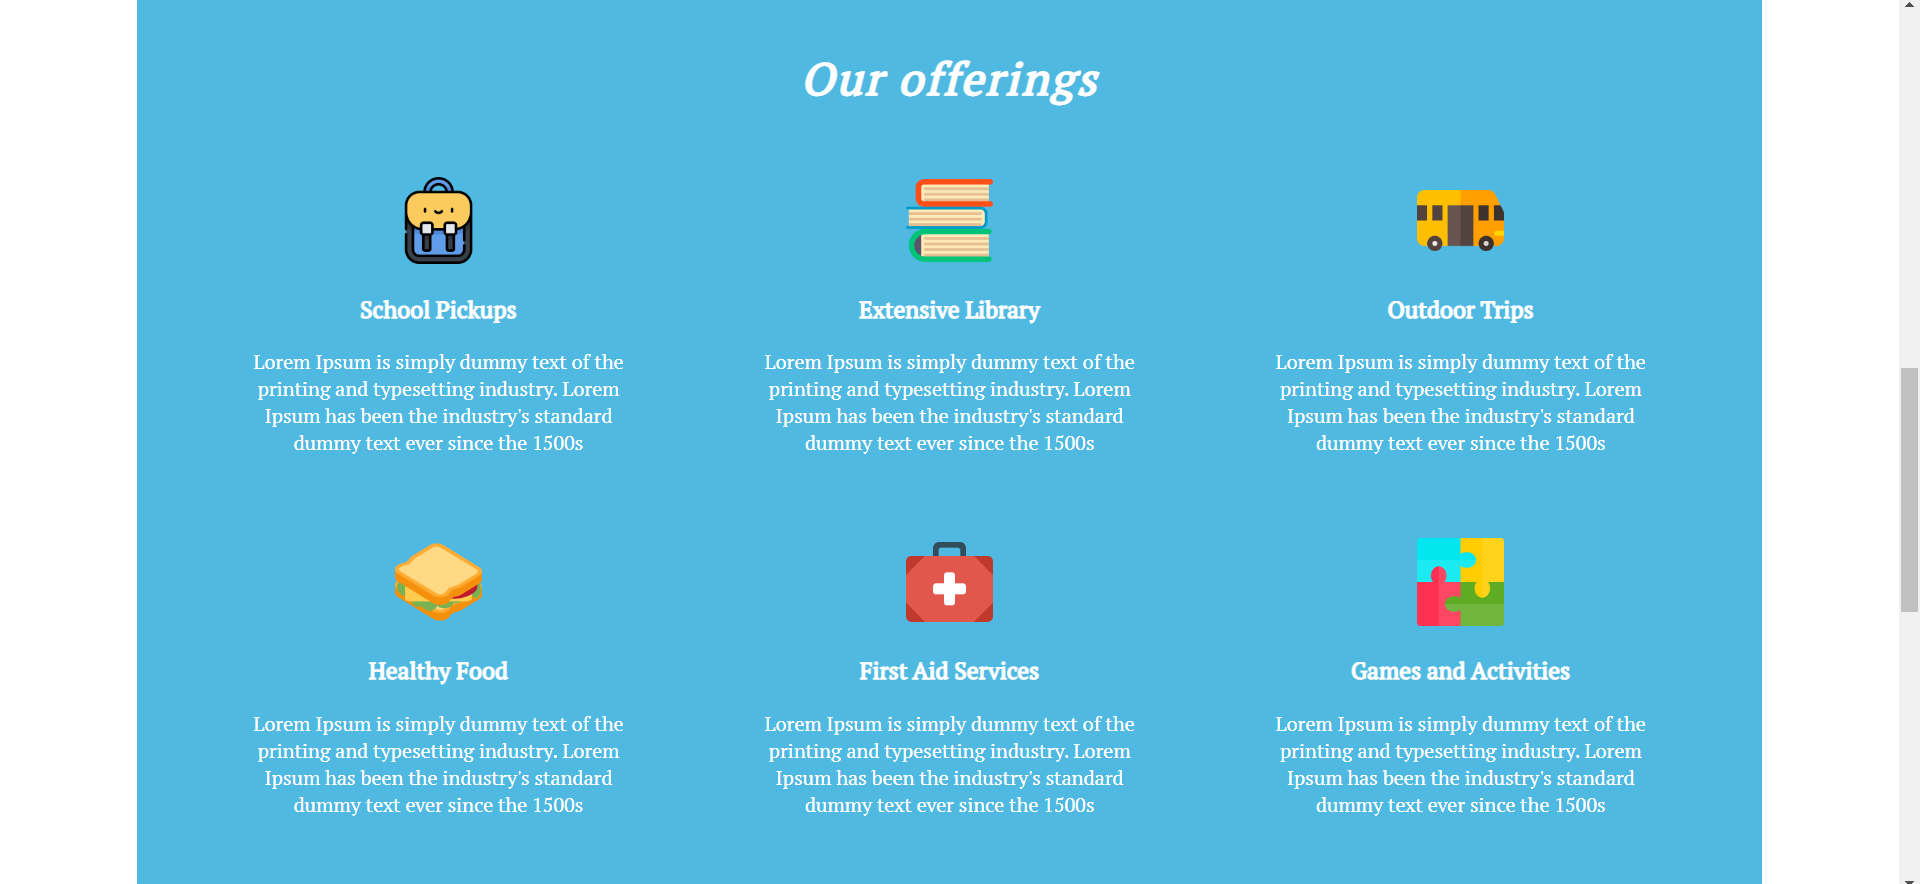 Our offerings
School Pickups
Lorem Ipsum is simply dummy text of the
printing and typesetting industry. Lorem
Ipsum has been the industry's standard
dummy text ever since the 1500s
Extensive Library
Lorem Ipsum is simply dummy text of the
printing and typesetting industry. Lorem
Ipsum has been the industry's standard
dummy text ever since the 1500s
Outdoor Trips
Lorem Ipsum is simply dummy text of the
printing and typesetting industry. Lorem
Ipsum has been the industry's standard
dummy text ever since the 1500s
Healthy Food
Lorem Ipsum is simply dummy text of the
printing and typesetting industry. Lorem
Ipsum has been the industry's standard
dummy text ever since the 1500s
First Aid Services
Lorem Ipsum is simply dummy text of the
printing and typesetting industry. Lorem
Ipsum has been the industry's standard
dummy text ever since the 1500s
Games and Activities
Lorem Ipsum is simply dummy text of the
printing and typesetting industry. Lorem
Ipsum has been the industry's standard
dummy text ever since the 1500s